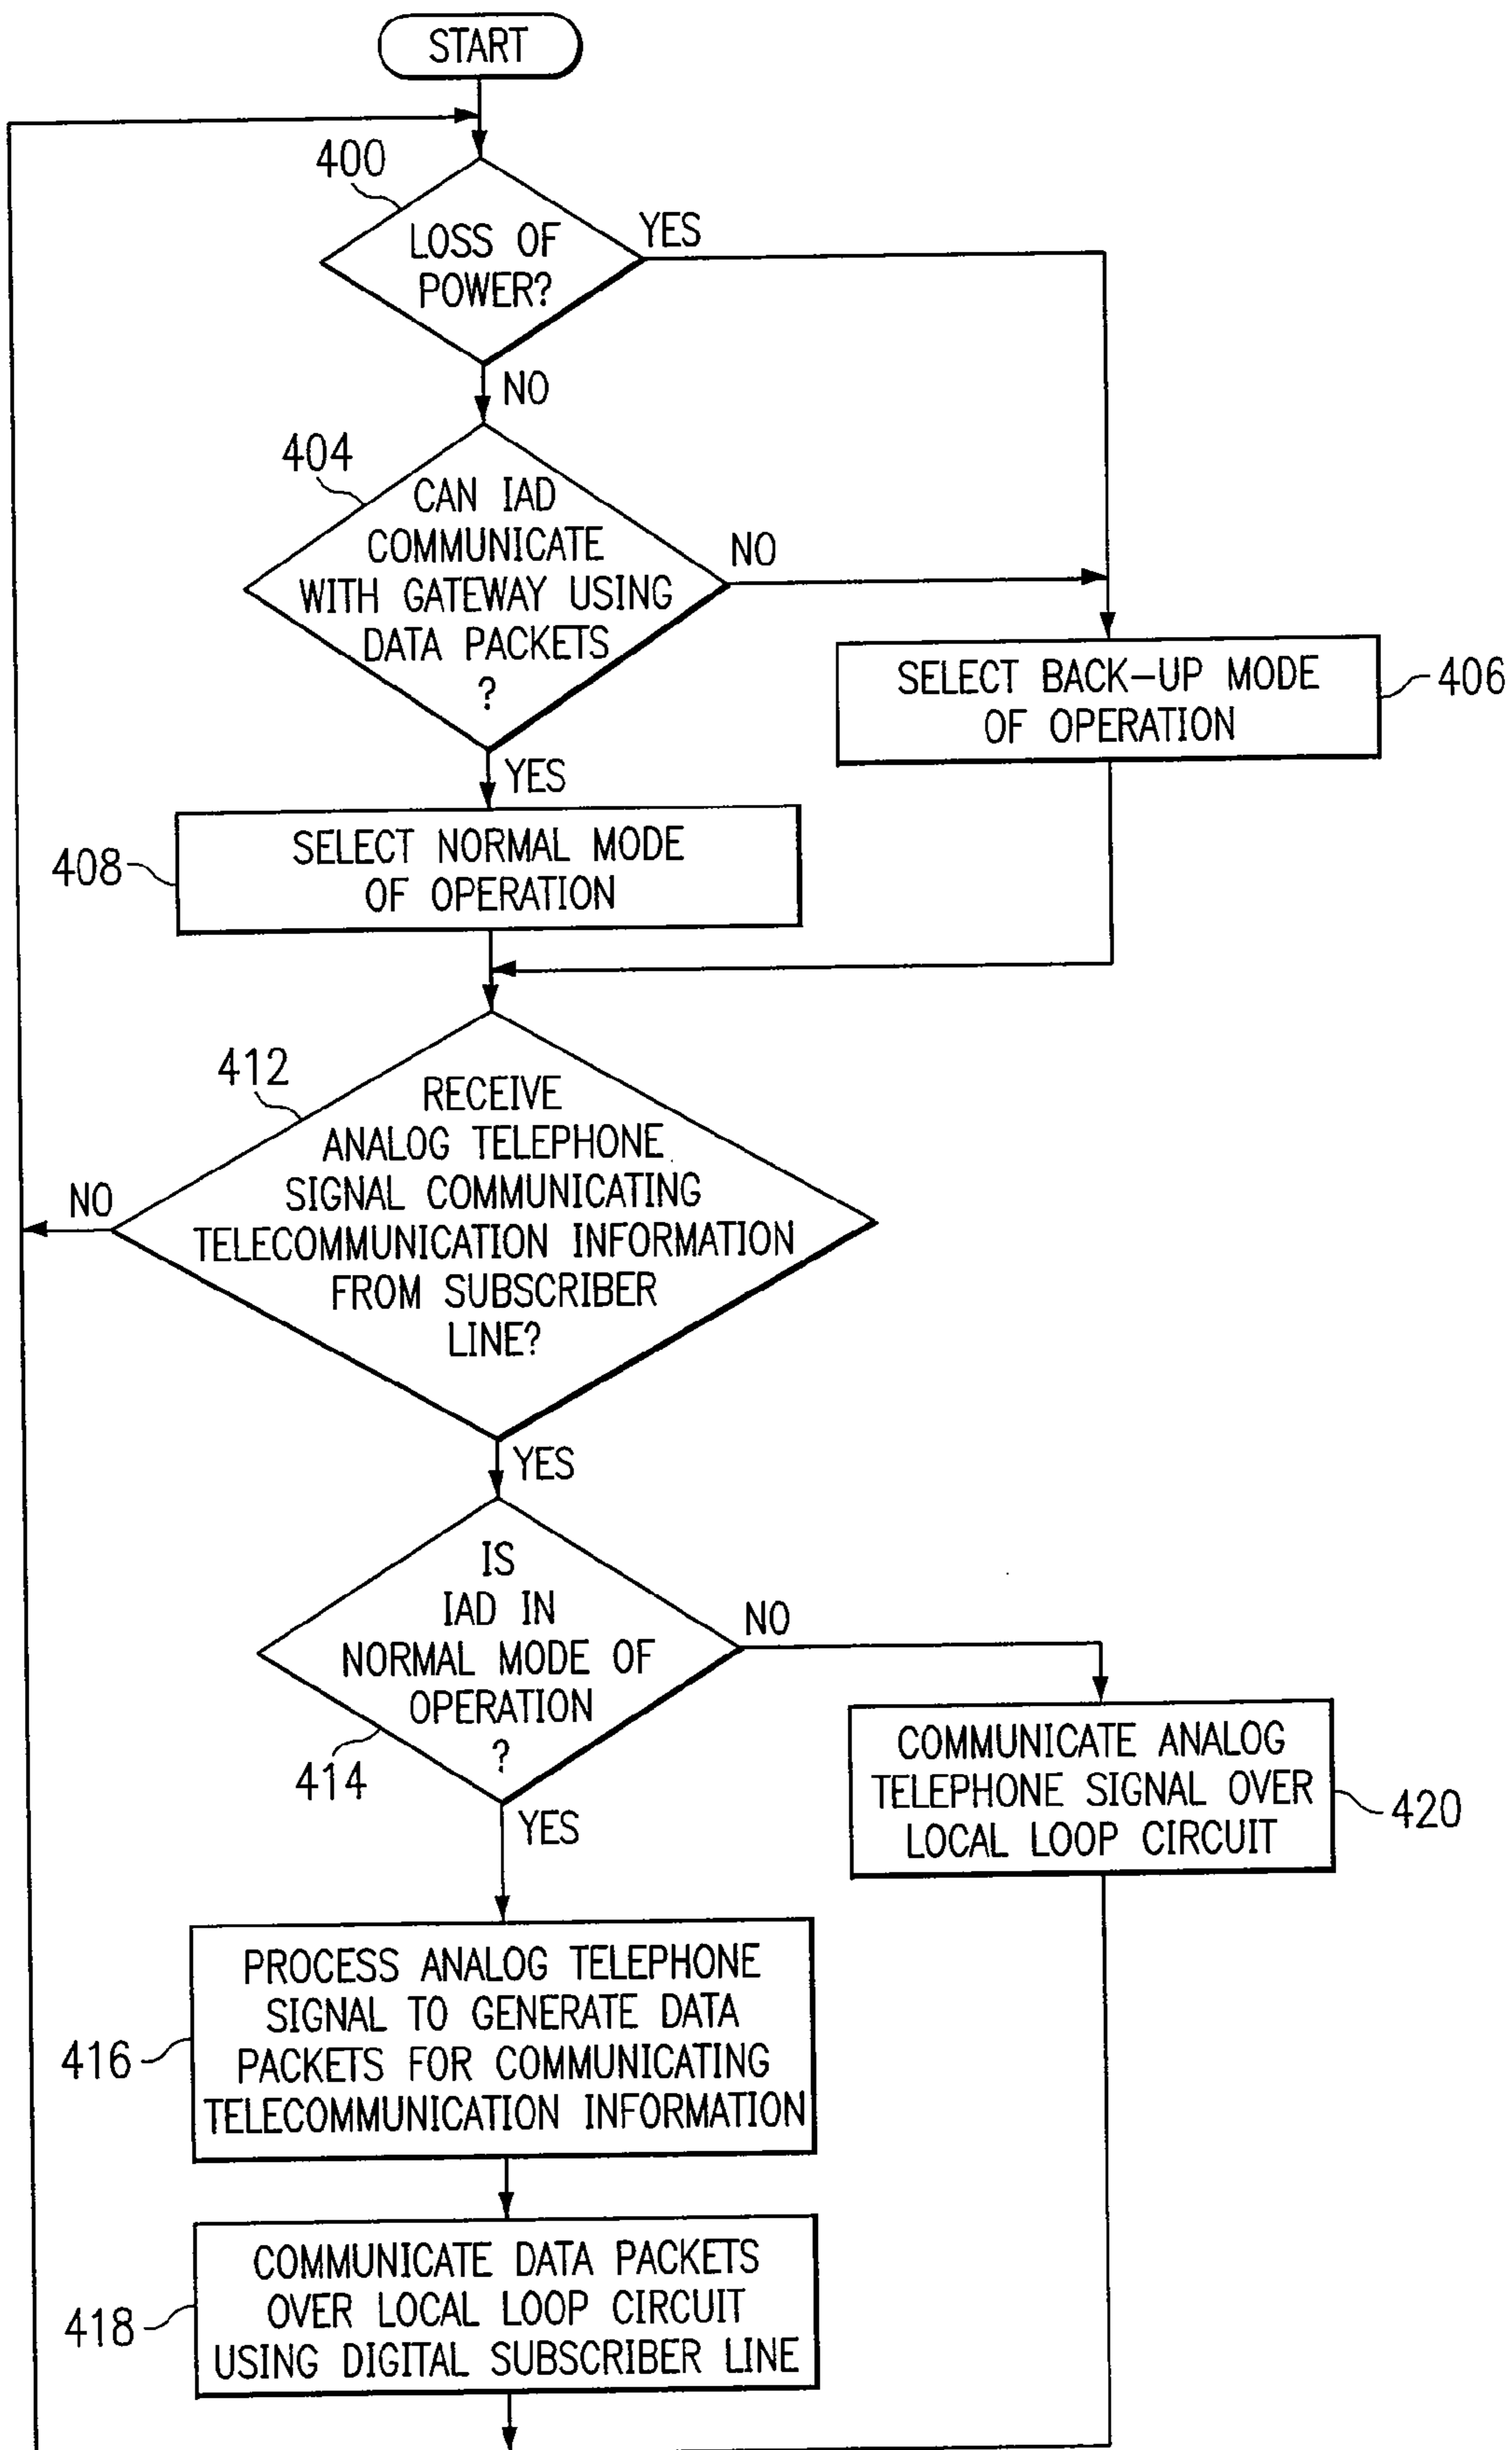 START
400
LOSS OF
POWER?
YES
NO
404
CAN IAD
COMMUNICATE
WITH GATEWAY USING
DATA PACKETS
?
NO
YES
SELECT BACK-UP MODE
OF OPERATION
406
SELECT NORMAL MODE
OF OPERATION
408
412
RECEIVE
ANALOG TELEPHONE
SIGNAL COMMUNICATING
TELECOMMUNICATION INFORMATION
FROM SUBSCRIBER
LINE?
NO
YES
IS
IAD IN
NORMAL MODE OF
OPERATION
?
414
NO
YES
COMMUNICATE ANALOG
TELEPHONE SIGNAL OVER
LOCAL LOOP CIRCUIT
420
PROCESS ANALOG TELEPHONE
SIGNAL TO GENERATE DATA
PACKETS FOR COMMUNICATING
TELECOMMUNICATION INFORMATION
416
COMMUNICATE DATA PACKETS
OVER LOCAL LOOP CIRCUIT
USING DIGITAL SUBSCRIBER LINE
418